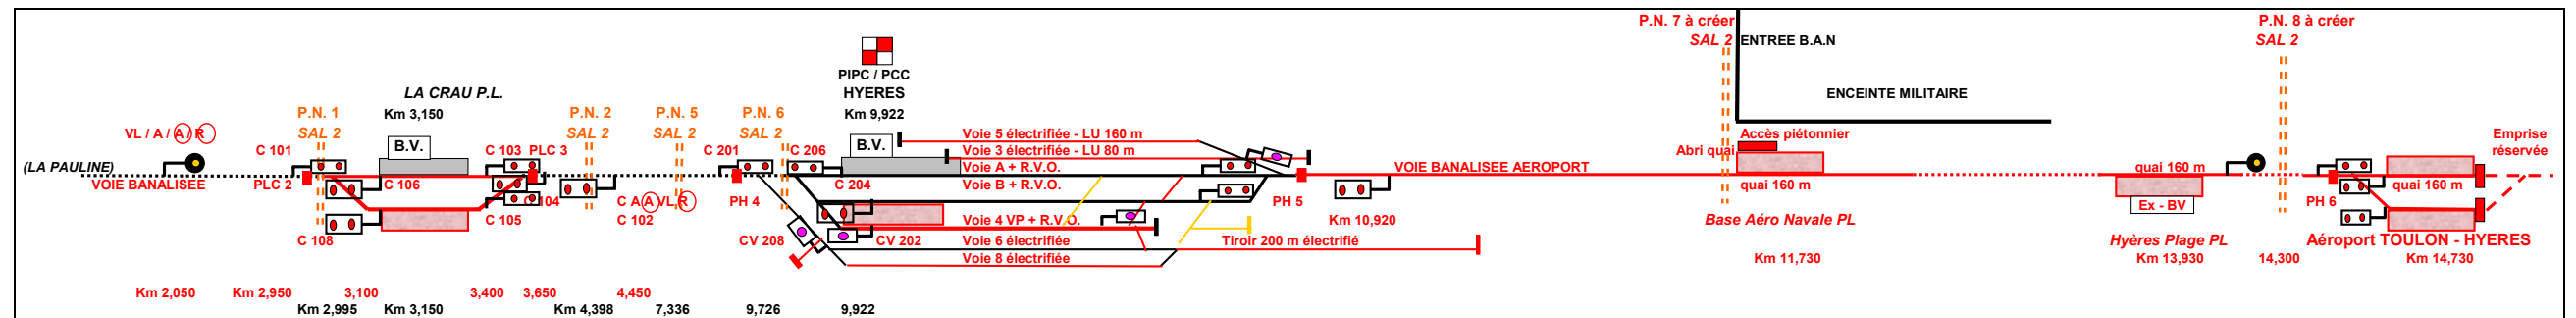 P.N. 7 à créer
SAL 2
ENTREE B.A.N
P.N. 8 à créer
SAL 2
PIPC / PCC
HYERES
Km 9,922
LA CRAU P.L.
Km 3,150
ENCEINTE MILITAIRE
P.N. 1
SAL 2
P.N. 2
SAL 2
P.N. 5
SAL 2
P.N. 6
SAL 2
VL / A / A / R
B.V.
B.V.
Voie 5 électrifiée - LU 160 m
Accès piétonnier
Emprise
réservée
C 101
C 103
PLC 3
C 201
C 206
Voie 3 électrifiée - LU 80 m
Abri quai
(LA PAULINE)
Voie A + R.V.O.
VOIE BANALISEE AEROPORT
quai 160 m
VOIE BANALISEE
PLC 2
C 106
C 204
Voie B + R.V.O.
quai 160 m
quai 160 m
C 104
C 105
C A A VL R
C 102
PH 4
PH 5
PH 6
Ex - BV
C 108
Voie 4 VP + R.V.O.
Km 10,920
Base Aéro Navale PL
CV 208
CV 202
Voie 6 électrifiée
Tiroir 200 m électrifié
Hyères Plage PL
Aéroport TOULON - HYERES
Voie 8 électrifiée
Km 11,730
Km 13,930
14,300
Km 14,730
Km 2,050
Km 2,950
3,100
3,400
3,650
4,450
Km 2,995
Km 3,150
Km 4,398
7,336
9,726
9,922